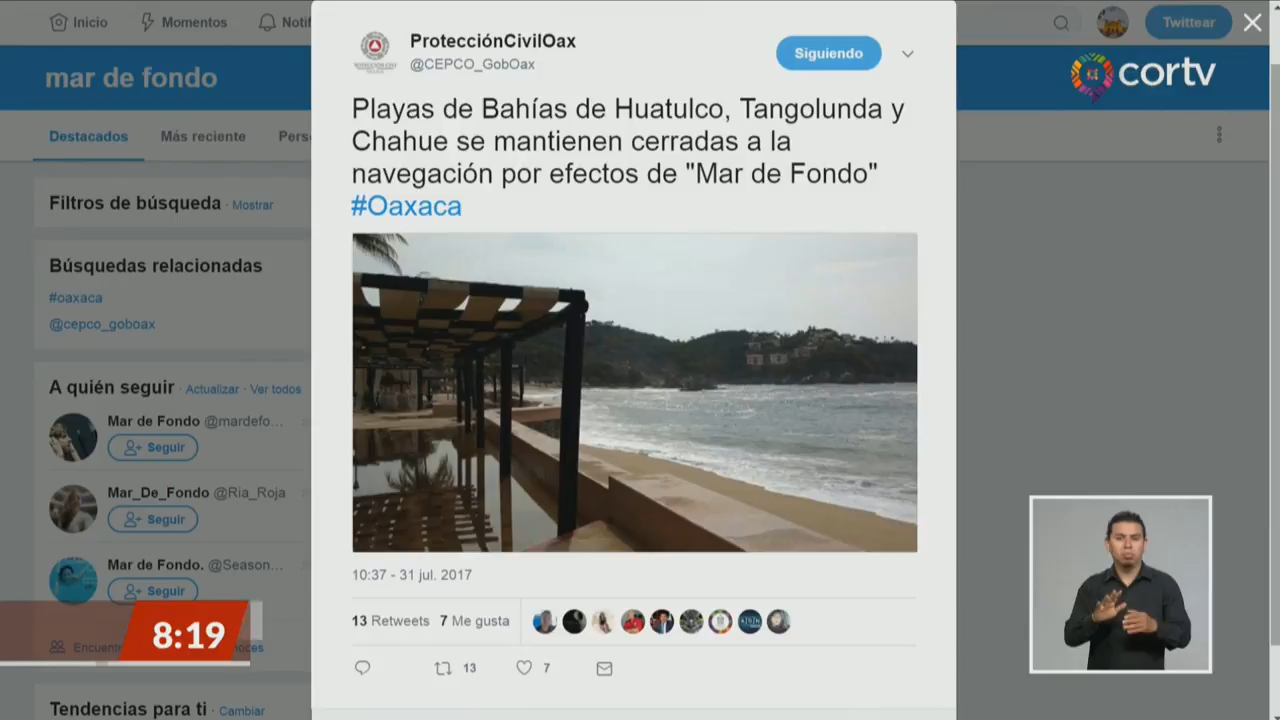 Inicio
Momentos
Notif
Twittear
mar de fondo
cortv
Destacados
Más reciente
Pers
Filtros de búsqueda · Mostrar
Búsquedas relacionadas
#oaxaca
@cepco_goboax
A quién seguir · Actualizar · Ver todos
Mar de Fondo @mardefo...
Seguir
Mar_De_Fondo @Ria_Roja
Seguir
Mar de Fondo. @Season...
Seguir
8:19
Tendencias para ti · Cambiar
ProtecciónCivilOax
@CEPCO_GobOax
Siguiendo
Playas de Bahías de Huatulco, Tangolunda y
Chahue se mantienen cerradas a la
navegación por efectos de "Mar de Fondo"
#Oaxaca
10:37 - 31 jul. 2017
13 Retweets 7 Me gusta
13 7